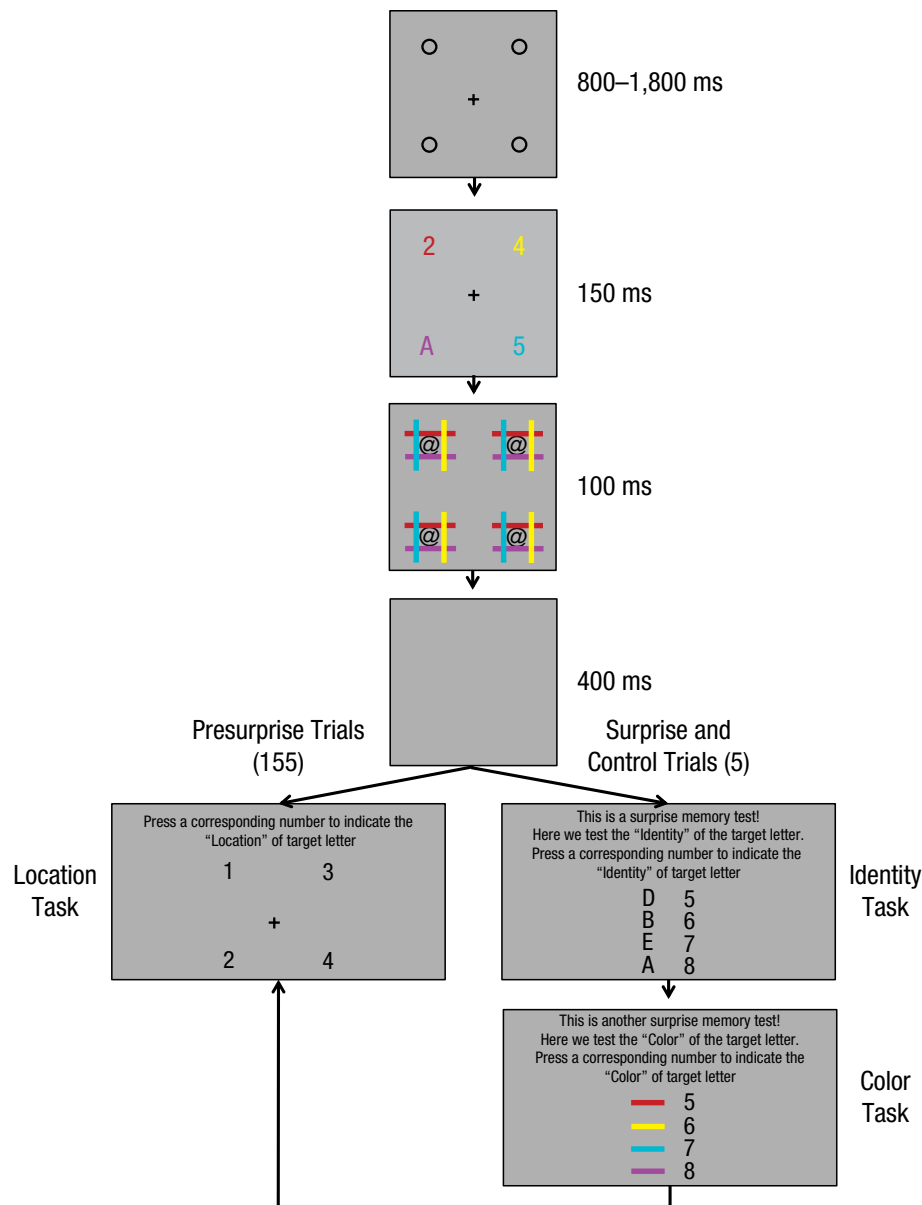 +
800–1,800 ms
2 4
+
150 ms
A 5
@ @
100 ms
@ @
400 ms
Presurprise Trials
(155)
Surprise and
Control Trials (5)
Location
Task
Press a corresponding number to indicate the
“Location” of target letter
1 3
+
2 4
This is a surprise memory test!
Here we test the “Identity” of the target letter.
Press a corresponding number to indicate the
“Identity” of target letter
D 5
B 6
E 7
A 8
Identity
Task
This is another surprise memory test!
Here we test the “Color” of the target letter.
Press a corresponding number to indicate the
“Color” of target letter
5
6
7
8
Color
Task